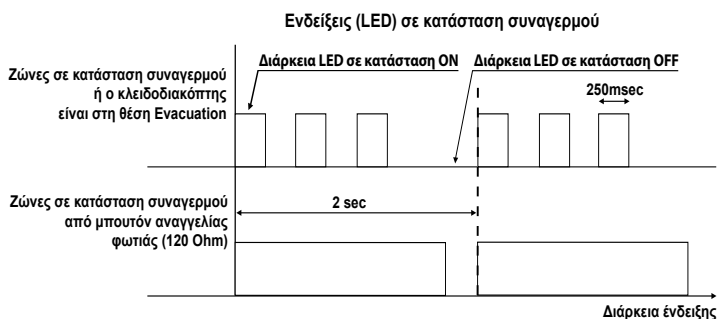 Ενδείξεις (LED) σε κατάσταση συναγερμού
Διάρκεια LED σε κατάσταση ON
Διάρκεια LED σε κατάσταση OFF
Ζώνες σε κατάσταση συναγερμού
ή ο κλειδοδιακόπτης
είναι στη θέση Evacuation
250msec
Ζώνες σε κατάσταση συναγερμού
από μπουτόν αναγγελίας
φωτιάς (120 Ohm)
2 sec
Διάρκεια ένδειξης